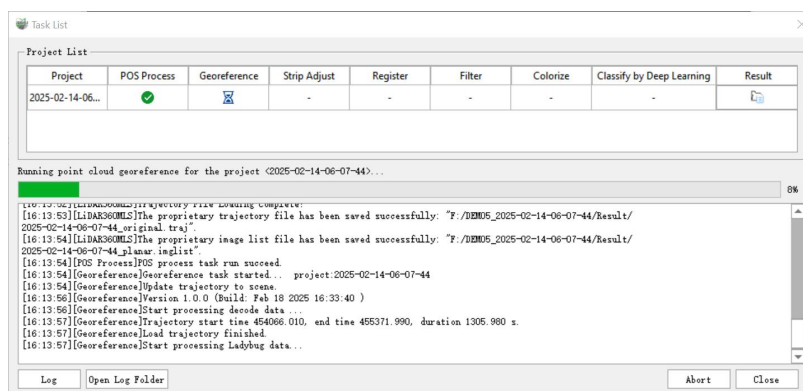 Task List
Project List
Project POS Process Georeference Strip Adjust Register Filter Colorize Classify by Deep Learning Result
2025-02-14-06... - - - - -
Running point cloud georeference for the project <2025-02-14-06-07-44>...
8%
[16:13:52][LiDAR360MLS]Trajectory File Loading Complete!
[16:13:53][LiDAR360MLS]The proprietary trajectory file has been saved successfully: "F:/DEMO5_2025-02-14-06-07-44/Result/
2025-02-14-06-07-44_original.traj".
[16:13:54][LiDAR360MLS]The proprietary image list file has been saved successfully: "F:/DEMO5_2025-02-14-06-07-44/Result/
2025-02-14-06-07-44_planar.imglist".
[16:13:54][POS Process]POS process task run succeed.
[16:13:54][Georeference]Georeference task started... project:2025-02-14-06-07-44
[16:13:54][Georeference]Update trajectory to scene.
[16:13:56][Georeference]Version 1.0.0 (Build: Feb 18 2025 16:33:40 )
[16:13:56][Georeference]Start processing decode data ...
[16:13:57][Georeference]Trajectory start time 454066.010, end time 455371.990, duration 1305.980 s.
[16:13:57][Georeference]Load trajectory finished.
[16:13:57][Georeference]Start processing Ladybug data...
Log Open Log Folder Abort Close